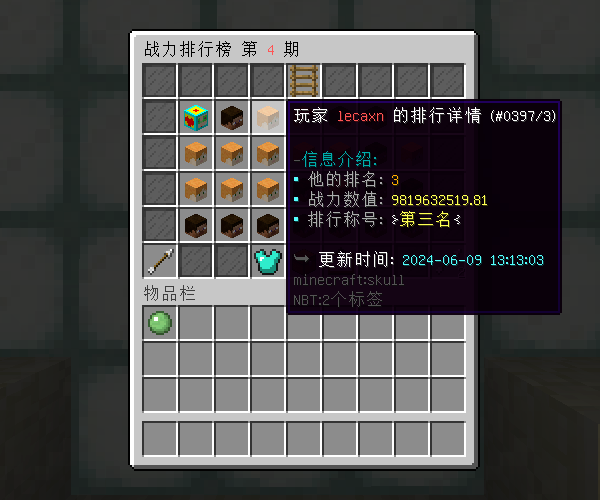 战力排行榜 第 4 期
玩家 lecaxn 的排行详情 (#0397/3)
-信息介绍:
▪ 他的排名: 3
▪ 战力数值: 9819632519.81
▪ 排行称号: 第三名
更新时间: 2024-06-09 13:13:03
minecraft:skull
NBT:2个标签
物品栏